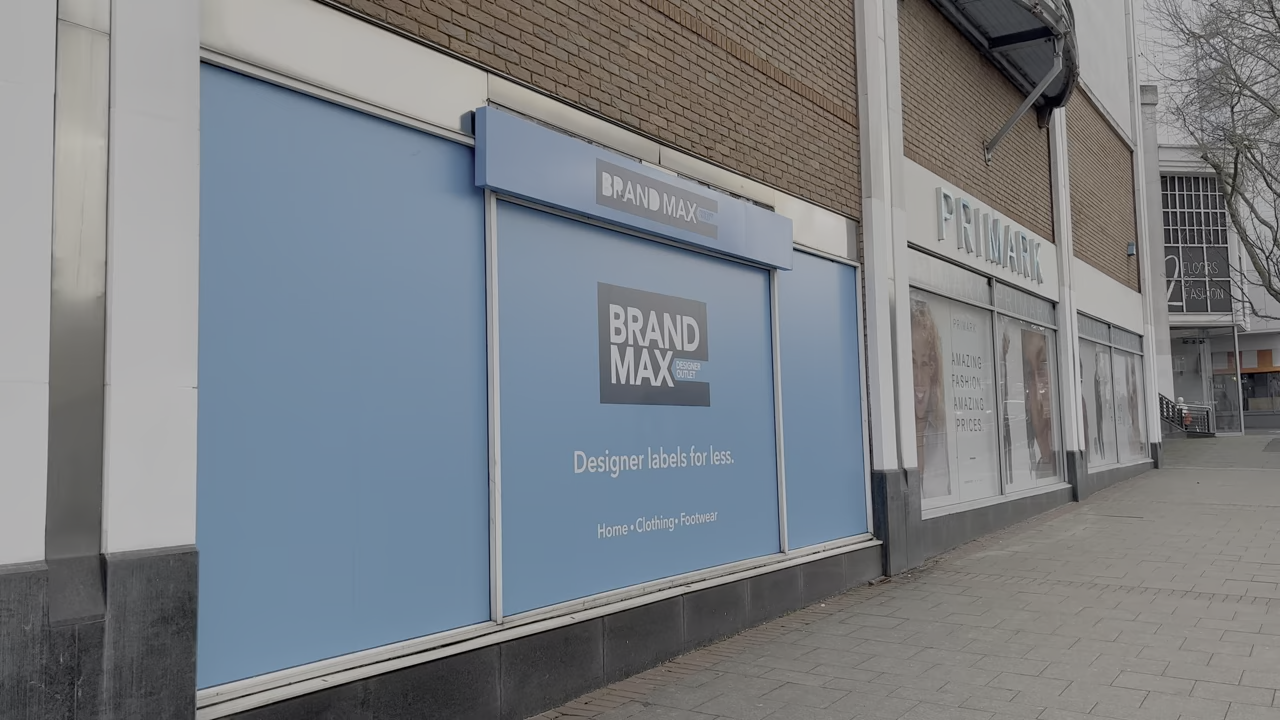 BRAND MAX
BRAND
MAX
DESIGNER
OUTLET
Designer labels for less.
Home • Clothing • Footwear
PRIMARK
PRIMARK
AMAZING
FASHION.
AMAZING
PRICES.
2 FLOORS
OF
FASHION